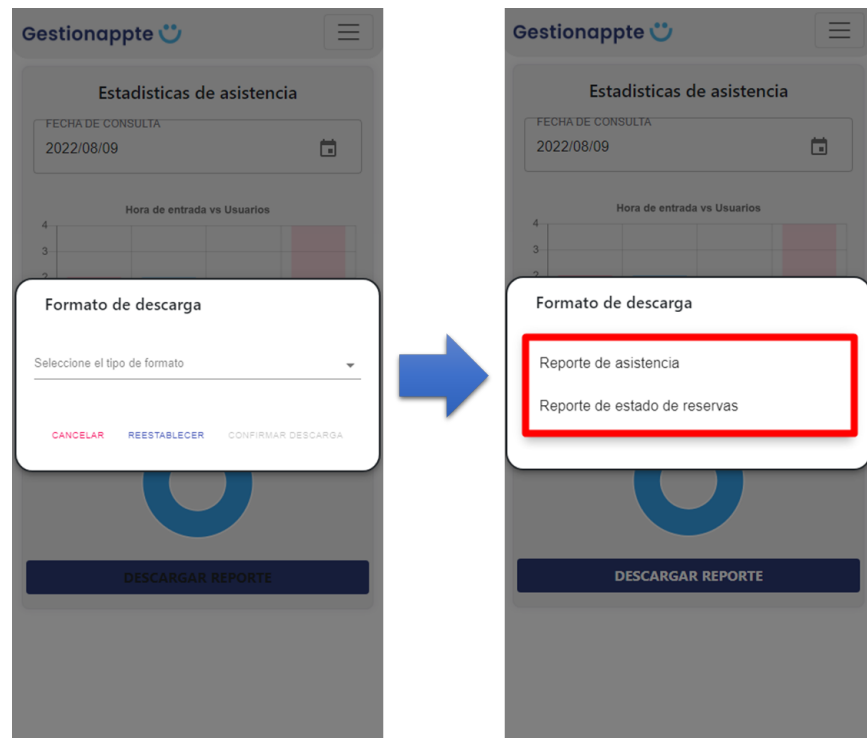 Gestionappte
Estadisticas de asistencia
FECHA DE CONSULTA
2022/08/09
Hora de entrada vs Usuarios
4
3
2
Formato de descarga
Seleccione el tipo de formato
CANCELAR REESTABLECER CONFIRMAR DESCARGA
DESCARGAR REPORTE
Gestionappte
Estadisticas de asistencia
FECHA DE CONSULTA
2022/08/09
Hora de entrada vs Usuarios
4
3
2
Formato de descarga
Reporte de asistencia
Reporte de estado de reservas
DESCARGAR REPORTE